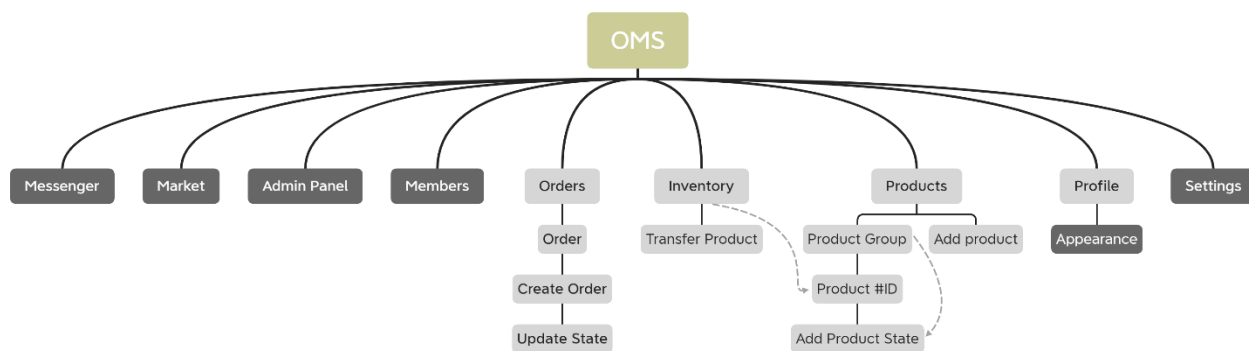 OMS
Messenger
Market
Admin Panel
Members
Orders
Inventory
Products
Profile
Settings
Order
Transfer Product
Product Group
Add product
Appearance
Create Order
Product #ID
Update State
Add Product State